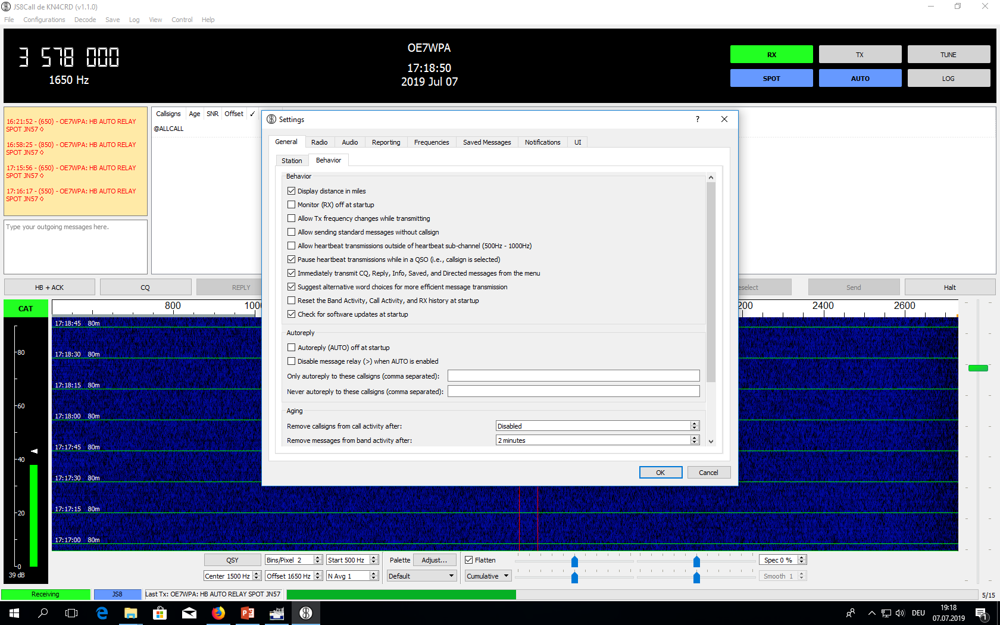 JS8Call de KN4CRD (v1.1.0)
File Configurations Decode Save Log View Control Help
3 578 000
1650 Hz
OE7WPA
17:18:50
2019 Jul 07
RX TX TUNE
SPOT AUTO LOG
16:21:52 - (650) - OE7WPA: HB AUTO RELAY
SPOT JN57 ◊
16:58:25 - (850) - OE7WPA: HB AUTO RELAY
SPOT JN57 ◊
17:15:56 - (650) - OE7WPA: HB AUTO RELAY
SPOT JN57 ◊
17:16:17 - (550) - OE7WPA: HB AUTO RELAY
SPOT JN57 ◊
Type your outgoing messages here.
Callsigns Age SNR Offset ✓
@ALLCALL
Settings ?
General Radio Audio Reporting Frequencies Saved Messages Notifications UI
Station Behavior
Behavior
Display distance in miles
Monitor (RX) off at startup
Allow Tx frequency changes while transmitting
Allow sending standard messages without callsign
Allow heartbeat transmissions outside of heartbeat sub-channel (500Hz - 1000Hz)
Pause heartbeat transmissions while in a QSO (i.e., callsign is selected)
Immediately transmit CQ, Reply, Info, Saved, and Directed messages from the menu
Suggest alternative word choices for more efficient message transmission
Reset the Band Activity, Call Activity, and RX history at startup
Check for software updates at startup
Autoreply
Autoreply (AUTO) off at startup
Disable message relay (>) when AUTO is enabled
Only autoreply to these callsigns (comma separated):
Never autoreply to these callsigns (comma separated):
Aging
Remove callsigns from call activity after: Disabled
Remove messages from band activity after: 2 minutes
OK Cancel
HB + ACK CQ REPLY eselect Send Halt
CAT
800 100 200 2400 2600
17:18:45 80m
17:18:30 80m
17:18:15 80m
17:18:00 80m
17:17:45 80m
17:17:30 80m
17:17:15 80m
17:17:00 80m
80
60
40
20
0
39 dB
QSY Bins/Pixel 2 Start 500 Hz Palette Adjust... Flatten Spec 0 %
Center 1500 Hz Offset 1650 Hz N Avg 1 Default Cumulative Smooth 1
Receiving JS8 Last Tx: OE7WPA: HB AUTO RELAY SPOT JN57 5/15
DEU
19:18
07.07.2019
1